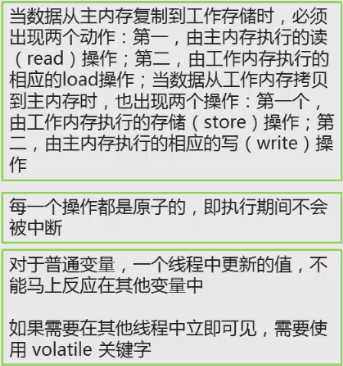 当数据从主内存复制到工作存储时，必须
出现两个动作：第一，由主内存执行的读
（read）操作；第二，由工作内存执行的
相应的load操作；当数据从工作内存拷贝
到主内存时，也出现两个操作：第一个，
由工作内存执行的存储（store）操作；第
二，由主内存执行的相应的写（write）操
作
每一个操作都是原子的，即执行期间不会
被中断
对于普通变量，一个线程中更新的值，不
能马上反应在其他变量中
如果需要在其他线程中立即可见，需要使
用 volatile 关键字